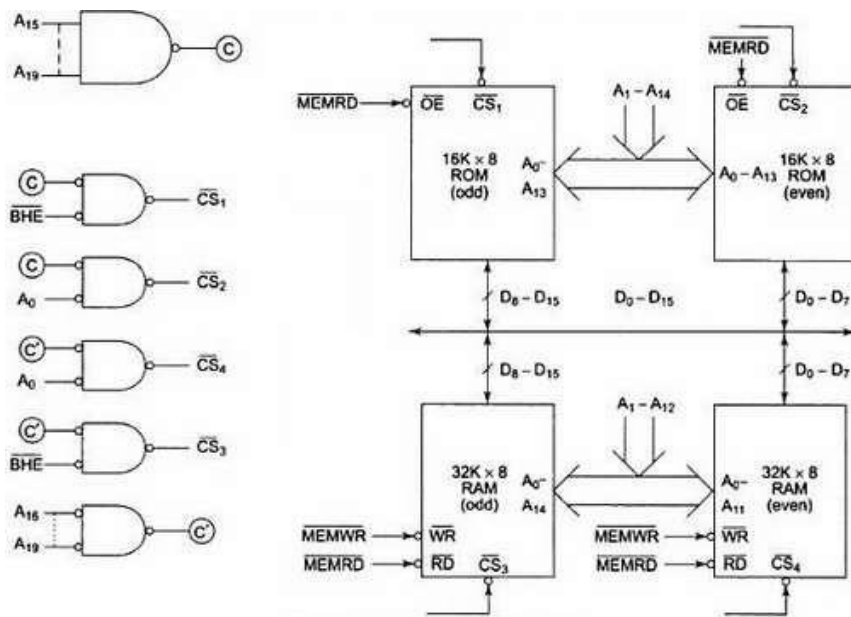 A15
A19
C
C
BHE
CS1
C
A0
CS2
C'
A0
CS4
C'
BHE
CS3
A16
A19
C'
MEMRD
OE
CS1
16K × 8
ROM
(odd)
A0–
A13
A1 – A14
MEMRD
OE
CS2
A0 – A13
16K × 8
ROM
(even)
D8 – D15
D0 – D15
D0 – D7
D8 – D15
D0 – D7
A1 – A12
32K × 8
RAM
(odd)
A0–
A14
MEMWR
WR
MEMRD
RD
CS3
A0–
A11
32K × 8
RAM
(even)
MEMWR
WR
MEMRD
RD
CS4